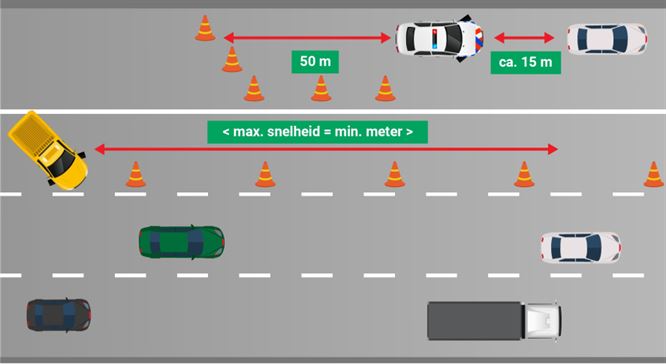 50 m
ca. 15 m
< max. snelheid = min. meter >